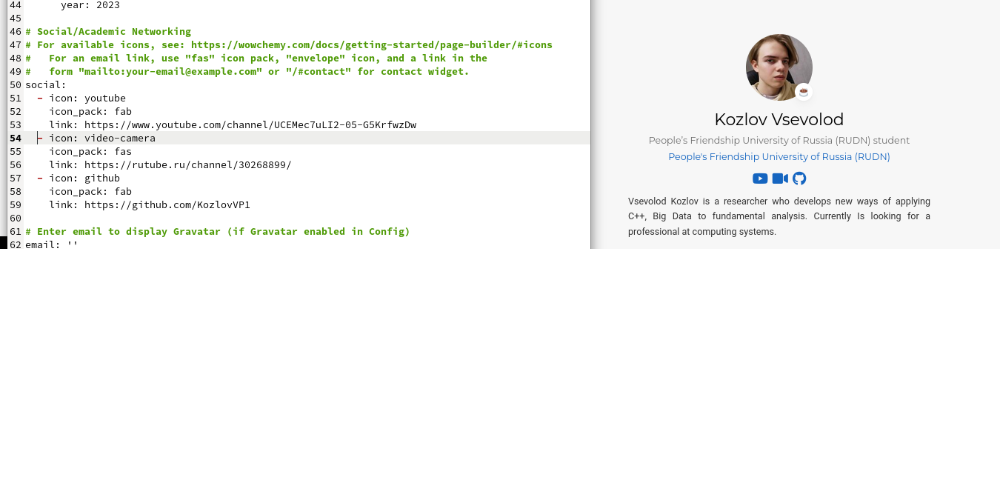 44 year: 2023
45
46 # Social/Academic Networking
47 # For available icons, see: https://wowchemy.com/docs/getting-started/page-builder/#icons
48 #   For an email link, use "fas" icon pack, "envelope" icon, and a link in the
49 #   form "mailto:your-email@example.com" or "/#contact" for contact widget.
50 social:
51   - icon: youtube
52     icon_pack: fab
53     link: https://www.youtube.com/channel/UCEMec7uLI2-05-G5KrfwzDw
54   - icon: video-camera
55     icon_pack: fas
56     link: https://rutube.ru/channel/30268899/
57   - icon: github
58     icon_pack: fab
59     link: https://github.com/KozlovVP1
60
61 # Enter email to display Gravatar (if Gravatar enabled in Config)
62 email: ''
Kozlov Vsevolod
People’s Friendship University of Russia (RUDN) student
People's Friendship University of Russia (RUDN)
Vsevolod Kozlov is a researcher who develops new ways of applying
C++, Big Data to fundamental analysis. Currently Is looking for a
professional at computing systems.